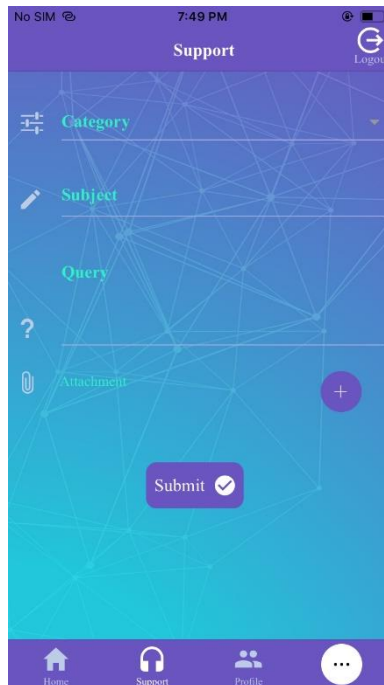 No SIM 7:49 PM
Support
Logout
Category
Subject
Query
?
Attachment
+
Submit
Home Support Profile